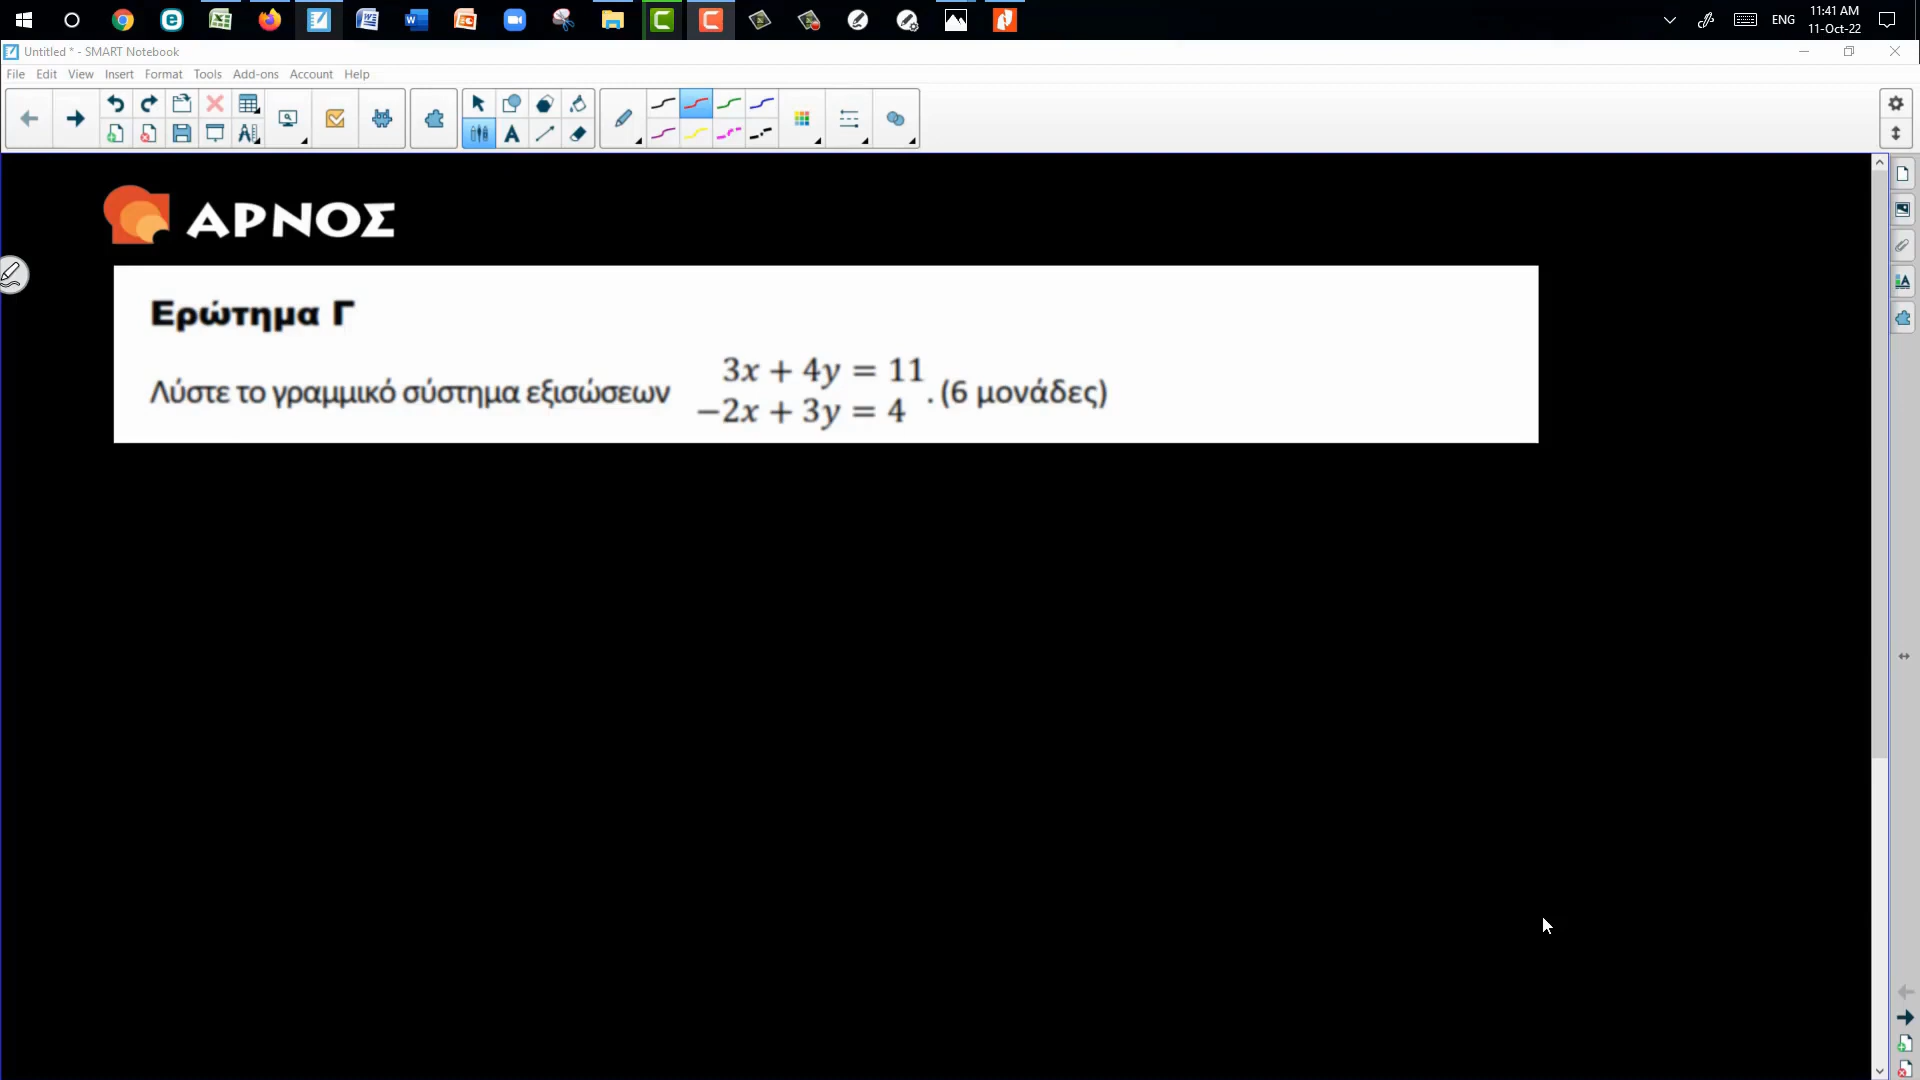 11:41 AM
ENG
11-Oct-22
Untitled * - SMART Notebook
File Edit View Insert Format Tools Add-ons Account Help
ΑΡΝΟΣ
Ερώτημα Γ
Λύστε το γραμμικό σύστημα εξισώσεων 3x + 4y = 11
−2x + 3y = 4 . (6 μονάδες)